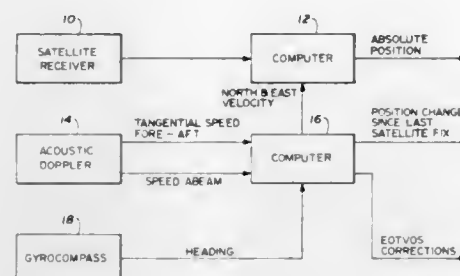 10
SATELLITE
RECEIVER
12
COMPUTER
ABSOLUTE
POSITION
NORTH & EAST
VELOCITY
14
ACOUSTIC
DOPPLER
TANGENTIAL SPEED
FORE - AFT
SPEED ABEAM
16
COMPUTER
POSITION CHANGE
SINCE LAST
SATELLITE FIX
18
GYROCOMPASS
HEADING
EOTVOS
CORRECTIONS